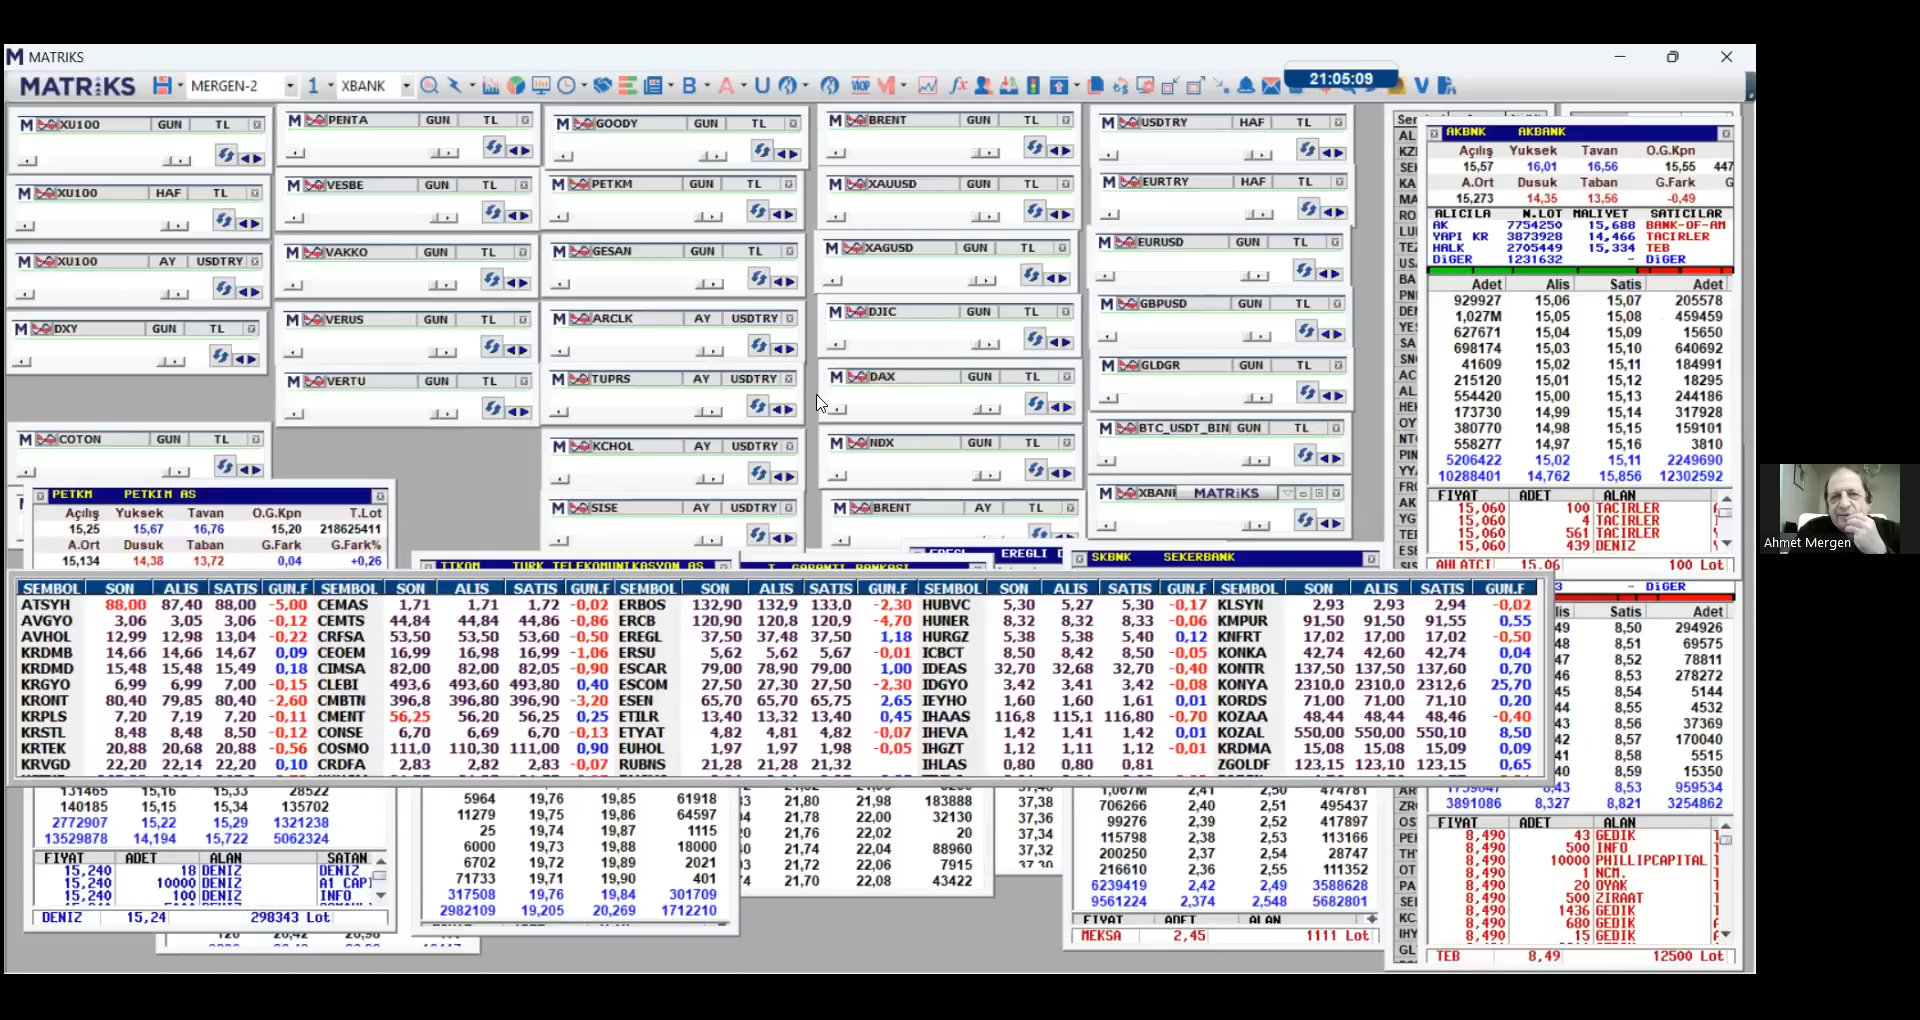 MATRIKS
MATRIKS MERGEN-2 1 XBANK B A U VIOP M fx V 21:05:09
XU100 GUN TL
XU100 HAF TL
XU100 AY USDTRY
DXY GUN TL
COTON GUN TL
PENTA GUN TL
VESBE GUN TL
VAKKO GUN TL
VERUS GUN TL
VERTU GUN TL
GOODY GUN TL
PETKM GUN TL
GESAN GUN TL
ARCLK AY USDTRY
TUPRS AY USDTRY
KCHOL AY USDTRY
SISE AY USDTRY
BRENT GUN TL
XAUUSD GUN TL
XAGUSD GUN TL
DJIC GUN TL
DAX GUN TL
NDX GUN TL
BRENT AY TL
USDTRY HAF TL
EURTRY HAF TL
EURUSD GUN TL
GBPUSD GUN TL
GLDGR GUN TL
BTC_USDT_BIN GUN TL
XBANI MATRiKS
AKBNK AKBANK
Açılış Yuksek Tavan O.G.Kpn
15,57 16,01 16,56 15,55 447
A.Ort Dusuk Taban G.Fark G
15,273 14,35 13,56 -0,49
ALICILA N.LOT MALIYET SATICILAR
AK 7754250 15,688 BANK-OF-AM
YAPI KR 3873928 14,466 TACIRLER
HALK 2705449 15,334 TEB
DiGER 1231632 - DiGER
Adet Alis Satis Adet
929927 15,06 15,07 205578
1,027M 15,05 15,08 459459
627671 15,04 15,09 15650
698174 15,03 15,10 640692
41609 15,02 15,11 184991
215120 15,01 15,12 18295
554420 15,00 15,13 244186
173730 14,99 15,14 317928
380770 14,98 15,15 159101
558277 14,97 15,16 3810
5206422 15,02 15,11 2249690
10288401 14,762 15,856 12302592
FIYAT ADET ALAN
15,060 100 TACIRLER
15,060 4 TACIRLER
15,060 561 TACIRLER
15,060 439 DENIZ
AHLATCI 15,06 100 Lot
Ahmet Mergen
PETKM PETKIM AS
Açılış Yuksek Tavan O.G.Kpn T.Lot
15,25 15,67 16,76 15,20 218625411
A.Ort Dusuk Taban G.Fark G.Fark%
15,134 14,38 13,72 0,04 +0,26
TTKOM TURK TELEKOMUNIKASYON AS
T. GARANTI BANKASI
EREGL EREGLI D
SKBNK SEKERBANK
SEMBOL SON ALIS SATIS GUN.F SEMBOL SON ALIS SATIS GUN.F SEMBOL SON ALIS SATIS GUN.F SEMBOL SON ALIS SATIS GUN.F SEMBOL SON ALIS SATIS GUN.F
ATSYH 88,00 87,40 88,00 -5,00 CEMAS 1,71 1,71 1,72 -0,02 ERBOS 132,90 132,9 133,0 -2,30 HUBVC 5,30 5,27 5,30 -0,17 KLSYN 2,93 2,93 2,94 -0,02
AVGYO 3,06 3,05 3,06 -0,12 CEMTS 44,84 44,84 44,86 -0,86 ERCB 120,90 120,8 120,9 -4,70 HUNER 8,32 8,32 8,33 -0,06 KMPUR 91,50 91,50 91,55 0,55
AVHOL 12,99 12,98 13,04 -0,22 CRFSA 53,50 53,50 53,60 -0,50 EREGL 37,50 37,48 37,50 1,18 HURGZ 5,38 5,38 5,40 0,12 KNFRT 17,02 17,00 17,02 -0,50
KRDMB 14,66 14,66 14,67 0,09 CEOEM 16,99 16,98 16,99 -1,06 ERSU 5,62 5,62 5,67 -0,01 ICBCT 8,50 8,42 8,50 -0,05 KONKA 42,74 42,60 42,74 0,04
KRDMD 15,48 15,48 15,49 0,18 CIMSA 82,00 82,00 82,05 -0,90 ESCAR 79,00 78,90 79,00 1,00 IDEAS 32,70 32,68 32,70 -0,40 KONTR 137,50 137,50 137,60 0,70
KRGYO 6,99 6,99 7,00 -0,15 CLEBI 493,6 493,60 493,80 0,40 ESCOM 27,50 27,30 27,50 -2,30 IDGYO 3,42 3,41 3,42 -0,08 KONYA 2310,0 2310,0 2312,6 25,70
KRONT 80,40 79,85 80,40 -2,60 CMBTN 396,8 396,80 396,90 -3,20 ESEN 65,70 65,70 65,75 2,65 IEYHO 1,60 1,60 1,61 0,01 KORDS 71,00 71,00 71,10 0,20
KRPLS 7,20 7,19 7,20 -0,11 CMENT 56,25 56,20 56,25 0,25 ETILR 13,40 13,32 13,40 0,45 IHAAS 116,8 115,1 116,80 -0,70 KOZAA 48,44 48,44 48,46 -0,40
KRSTL 8,48 8,48 8,50 -0,12 CONSE 6,70 6,69 6,70 -0,13 ETYAT 4,82 4,81 4,82 -0,07 IHEVA 1,42 1,41 1,42 0,01 KOZAL 550,00 550,00 550,10 8,50
KRTEK 20,88 20,68 20,88 -0,56 COSMO 111,0 110,30 111,00 0,90 EUHOL 1,97 1,97 1,98 -0,05 IHGZT 1,12 1,11 1,12 -0,01 KRDMA 15,08 15,08 15,09 0,09
KRVGD 22,20 22,14 22,20 0,10 CRDFA 2,83 2,82 2,83 -0,07 RUBNS 21,28 21,28 21,32 IHLAS 0,80 0,80 0,81 ZGOLDF 123,15 123,10 123,15 0,65
131465 15,16 15,33 28522
140185 15,15 15,34 135702
2772907 15,22 15,29 1321238
13529878 14,194 15,722 5062324
FIYAT ADET ALAN SATAN
15,240 18 DENIZ DENIZ
15,240 10000 DENIZ A1 CAP
15,240 100 DENIZ INFO
DENIZ 15,24 298343 Lot
5964 19,76 19,85 61918
11279 19,75 19,86 64597
25 19,74 19,87 1115
6000 19,73 19,88 18000
6702 19,72 19,89 2021
71733 19,71 19,90 401
317508 19,76 19,84 301709
2982109 19,205 20,269 1712210
21,80 21,98 183888
21,78 22,00 32130
21,76 22,02 20
21,74 22,04 88960
21,72 22,06 7915
21,70 22,08 43422
37,38
37,36
37,34
37,32
37,30
1,067M 2,41 2,50 474781
706266 2,40 2,51 495437
99276 2,39 2,52 417897
115798 2,38 2,53 113166
200250 2,37 2,54 28747
216610 2,36 2,55 111352
6239419 2,42 2,49 3588628
9561224 2,374 2,548 5682801
FIYAT ADET ALAN
MEKSA 2,45 1111 Lot
- DiGER
lis Satis Adet
49 8,50 294926
48 8,51 69575
47 8,52 78811
46 8,53 278272
45 8,54 5144
44 8,55 4532
43 8,56 37369
42 8,57 170040
41 8,58 5515
40 8,59 15350
8,43 8,53 959534
3891086 8,327 8,821 3254862
FIYAT ADET ALAN
8,490 43 GEDIK
8,490 500 INFO
8,490 10000 PHILLIPCAPITAL
8,490 1 NCM.
8,490 20 OYAK
8,490 500 ZIRAAT
8,490 1436 GEDIK
8,490 680 GEDIK
8,490 15 GEDIK
TEB 8,49 12500 Lot